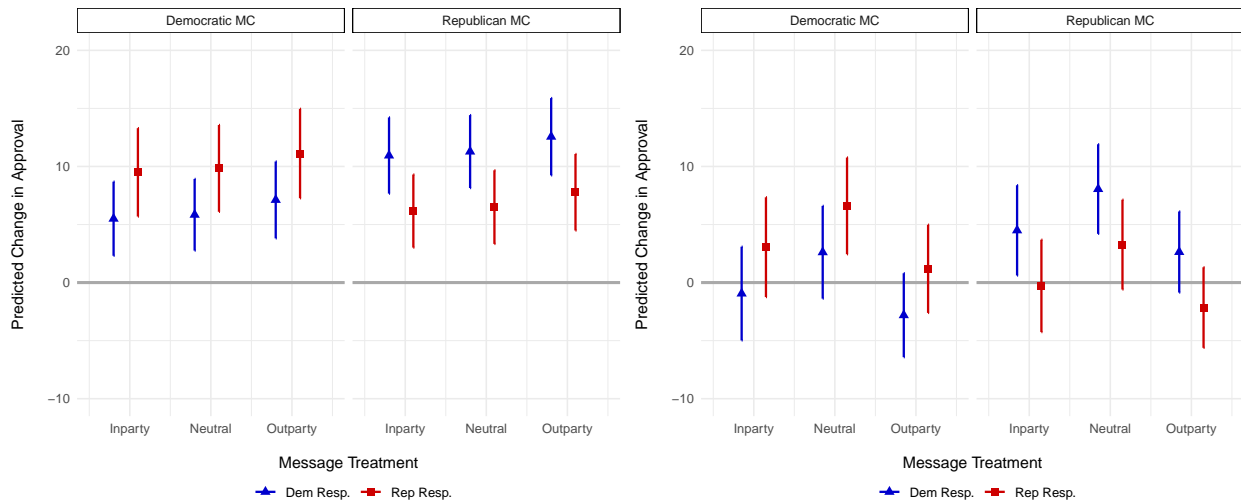 Democratic MC
Republican MC
20
10
0
−10
Predicted Change in Approval
Inparty
Neutral
Outparty
Inparty
Neutral
Outparty
Message Treatment
Dem Resp.
Rep Resp.
Democratic MC
Republican MC
20
10
0
−10
Predicted Change in Approval
Inparty
Neutral
Outparty
Inparty
Neutral
Outparty
Message Treatment
Dem Resp.
Rep Resp.